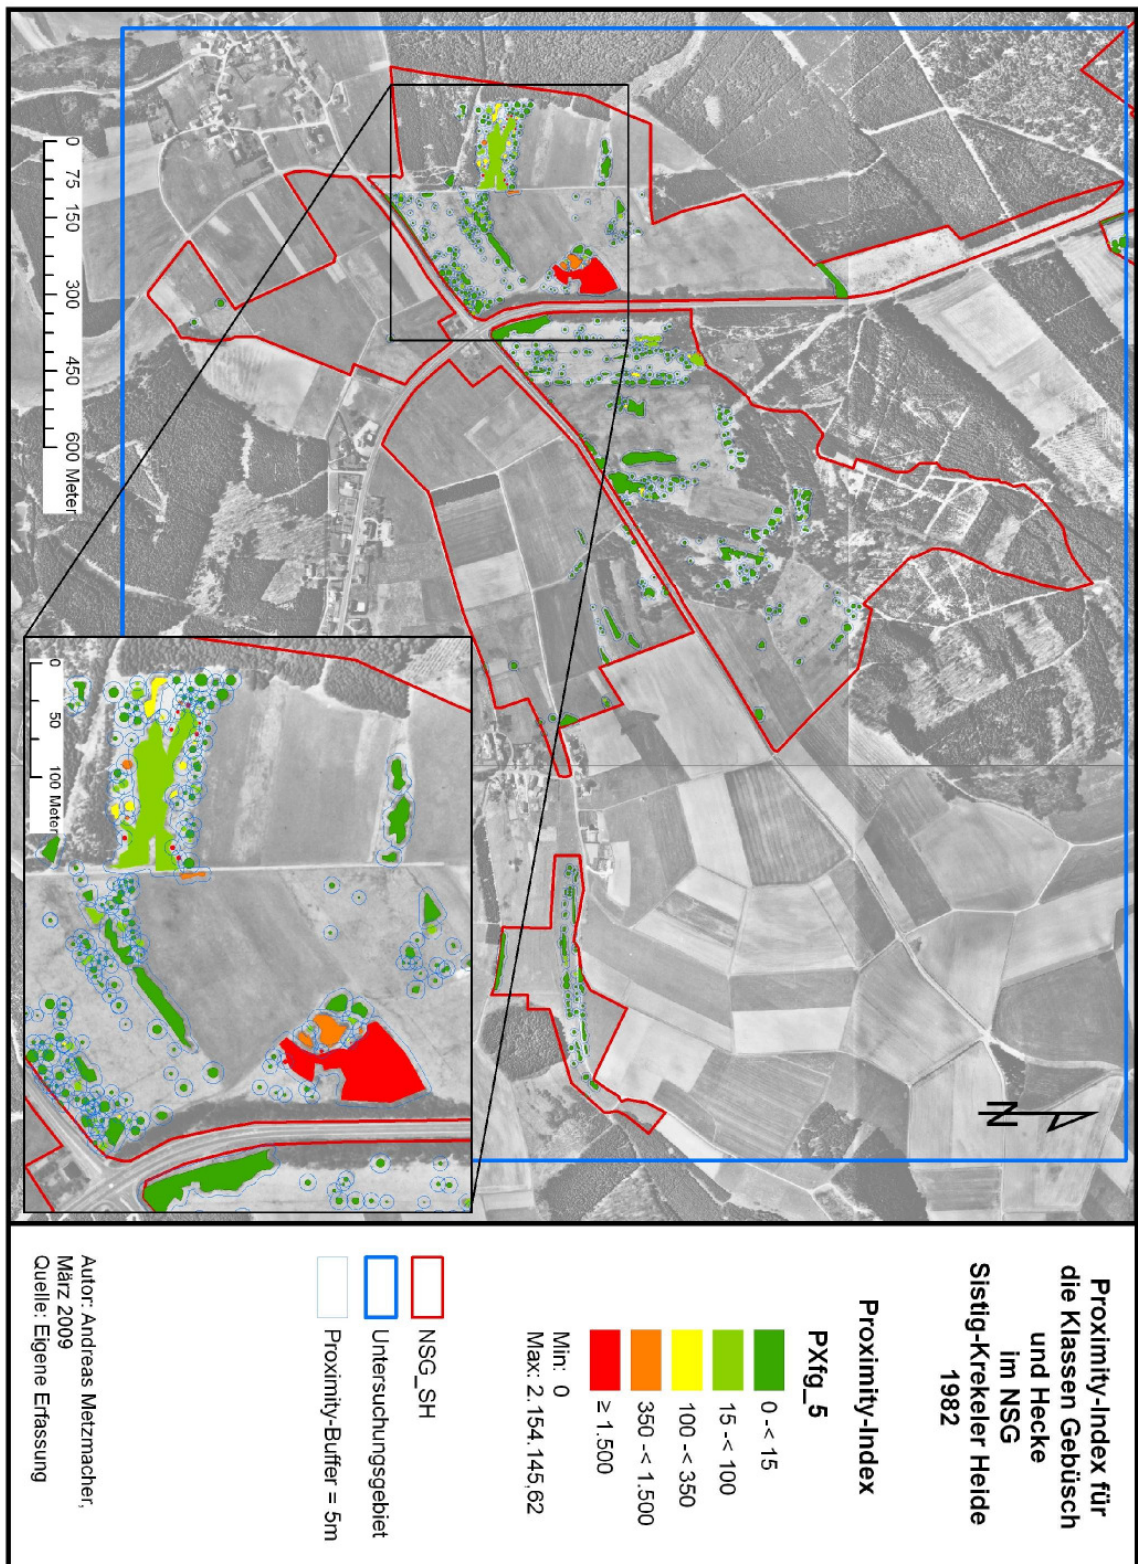 Proximity-Index für
die Klassen Gebüsch
und Hecke
im NSG
Sistig-Krekeler Heide
1982
Proximity-Index
PXfg_5
0 -< 15
15 -< 100
100 -< 350
350 -< 1.500
≥ 1.500
Min: 0
Max: 2.154.145,62
NSG_SH
Untersuchungsgebiet
Proximity-Buffer = 5m
Autor: Andreas Metzmacher,
März 2009
Quelle: Eigene Erfassung
N
0 75 150 300 450 600 Meter
0 50 100 Meter